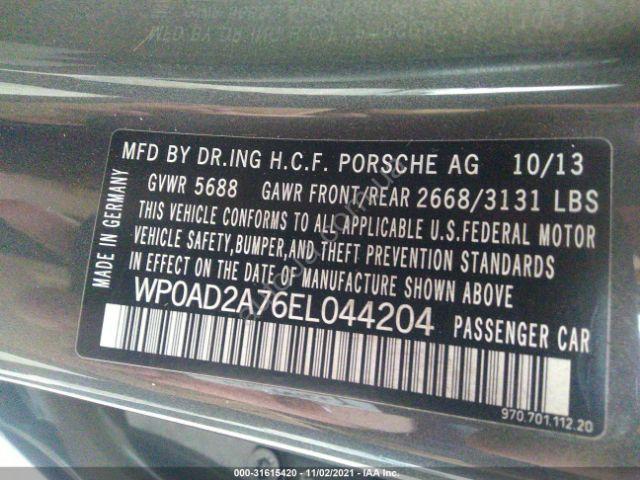 MFD BY DR.ING H.C.F. PORSCHE AG 10/13
GVWR 5688 GAWR FRONT/REAR 2668/3131 LBS
THIS VEHICLE CONFORMS TO ALL APPLICABLE U.S.FEDERAL MOTOR
VEHICLE SAFETY,BUMPER,AND THEFT PREVENTION STANDARDS
IN EFFECT ON THE DATE OF MANUFACTURE SHOWN ABOVE
WP0AD2A76EL044204 PASSENGER CAR
MADE IN GERMANY
970.701.112.20
000-31615420 - 11/02/2021 - IAA Inc.